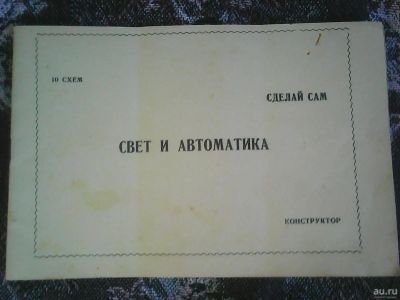 10 СХЕМ
СДЕЛАЙ САМ
СВЕТ И АВТОМАТИКА
КОНСТРУКТОР
au.ru